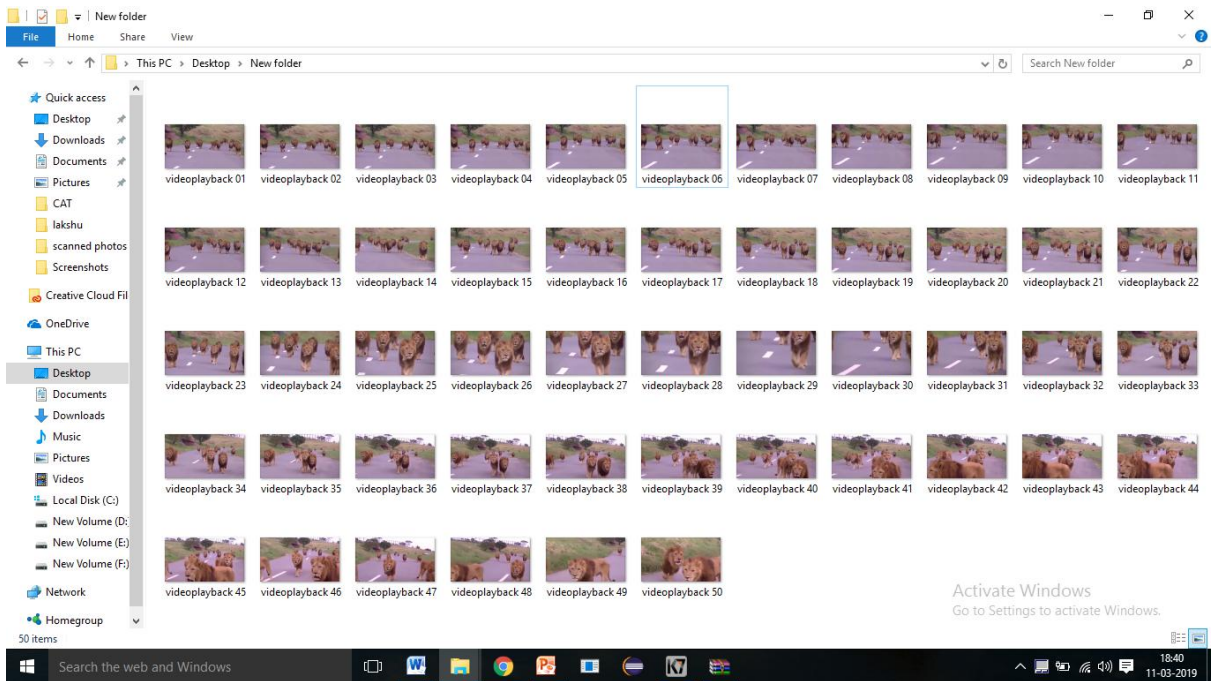 New folder
File Home Share View
This PC > Desktop > New folder
Search New folder
Quick access
Desktop
Downloads
Documents
Pictures
CAT
lakshu
scanned photos
Screenshots
Creative Cloud Fil
OneDrive
This PC
Desktop
Documents
Downloads
Music
Pictures
Videos
Local Disk (C:)
New Volume (D:
New Volume (E:)
New Volume (F:)
Network
Homegroup
videoplayback 01 videoplayback 02 videoplayback 03 videoplayback 04 videoplayback 05 videoplayback 06 videoplayback 07 videoplayback 08 videoplayback 09 videoplayback 10 videoplayback 11
videoplayback 12 videoplayback 13 videoplayback 14 videoplayback 15 videoplayback 16 videoplayback 17 videoplayback 18 videoplayback 19 videoplayback 20 videoplayback 21 videoplayback 22
videoplayback 23 videoplayback 24 videoplayback 25 videoplayback 26 videoplayback 27 videoplayback 28 videoplayback 29 videoplayback 30 videoplayback 31 videoplayback 32 videoplayback 33
videoplayback 34 videoplayback 35 videoplayback 36 videoplayback 37 videoplayback 38 videoplayback 39 videoplayback 40 videoplayback 41 videoplayback 42 videoplayback 43 videoplayback 44
videoplayback 45 videoplayback 46 videoplayback 47 videoplayback 48 videoplayback 49 videoplayback 50
Activate Windows
Go to Settings to activate Windows.
50 items
Search the web and Windows
18:40
11-03-2019